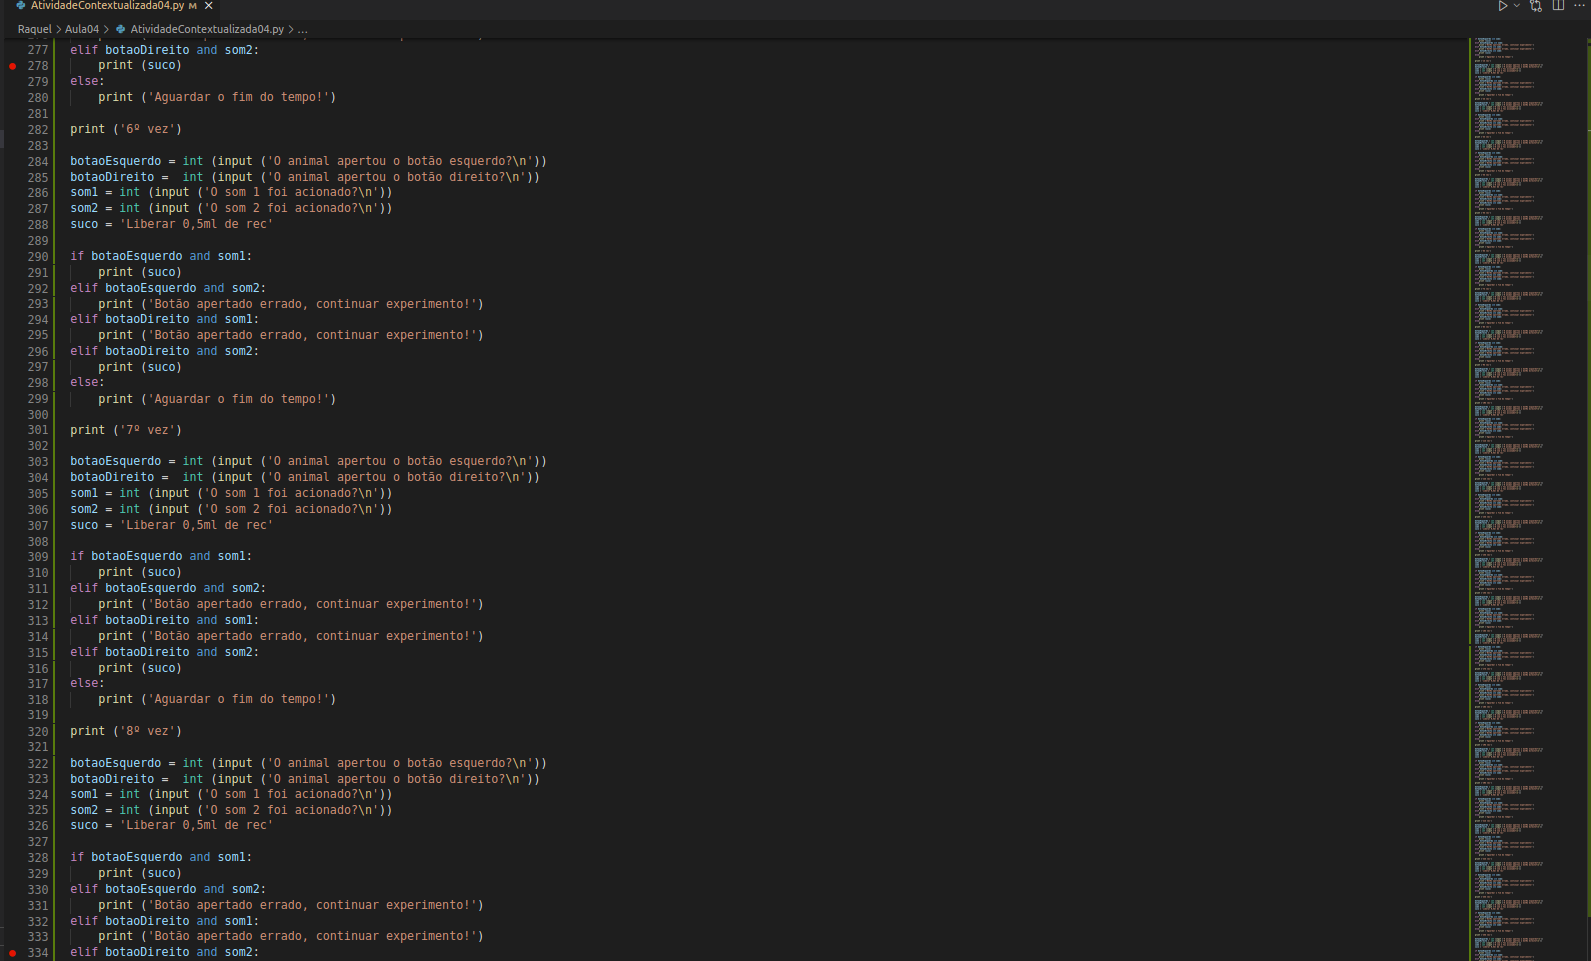 AtividadeContextualizada04.py M ×
Raquel > Aula04 > AtividadeContextualizada04.py > ...
277 elif botaoDireito and som2:
278 print (suco)
279 else:
280 print ('Aguardar o fim do tempo!')
281
282 print ('6º vez')
283
284 botaoEsquerdo = int (input ('O animal apertou o botão esquerdo?\n'))
285 botaoDireito =  int (input ('O animal apertou o botão direito?\n'))
286 som1 = int (input ('O som 1 foi acionado?\n'))
287 som2 = int (input ('O som 2 foi acionado?\n'))
288 suco = 'Liberar 0,5ml de rec'
289
290 if botaoEsquerdo and som1:
291 print (suco)
292 elif botaoEsquerdo and som2:
293 print ('Botão apertado errado, continuar experimento!')
294 elif botaoDireito and som1:
295 print ('Botão apertado errado, continuar experimento!')
296 elif botaoDireito and som2:
297 print (suco)
298 else:
299 print ('Aguardar o fim do tempo!')
300
301 print ('7º vez')
302
303 botaoEsquerdo = int (input ('O animal apertou o botão esquerdo?\n'))
304 botaoDireito =  int (input ('O animal apertou o botão direito?\n'))
305 som1 = int (input ('O som 1 foi acionado?\n'))
306 som2 = int (input ('O som 2 foi acionado?\n'))
307 suco = 'Liberar 0,5ml de rec'
308
309 if botaoEsquerdo and som1:
310 print (suco)
311 elif botaoEsquerdo and som2:
312 print ('Botão apertado errado, continuar experimento!')
313 elif botaoDireito and som1:
314 print ('Botão apertado errado, continuar experimento!')
315 elif botaoDireito and som2:
316 print (suco)
317 else:
318 print ('Aguardar o fim do tempo!')
319
320 print ('8º vez')
321
322 botaoEsquerdo = int (input ('O animal apertou o botão esquerdo?\n'))
323 botaoDireito =  int (input ('O animal apertou o botão direito?\n'))
324 som1 = int (input ('O som 1 foi acionado?\n'))
325 som2 = int (input ('O som 2 foi acionado?\n'))
326 suco = 'Liberar 0,5ml de rec'
327
328 if botaoEsquerdo and som1:
329 print (suco)
330 elif botaoEsquerdo and som2:
331 print ('Botão apertado errado, continuar experimento!')
332 elif botaoDireito and som1:
333 print ('Botão apertado errado, continuar experimento!')
334 elif botaoDireito and som2: